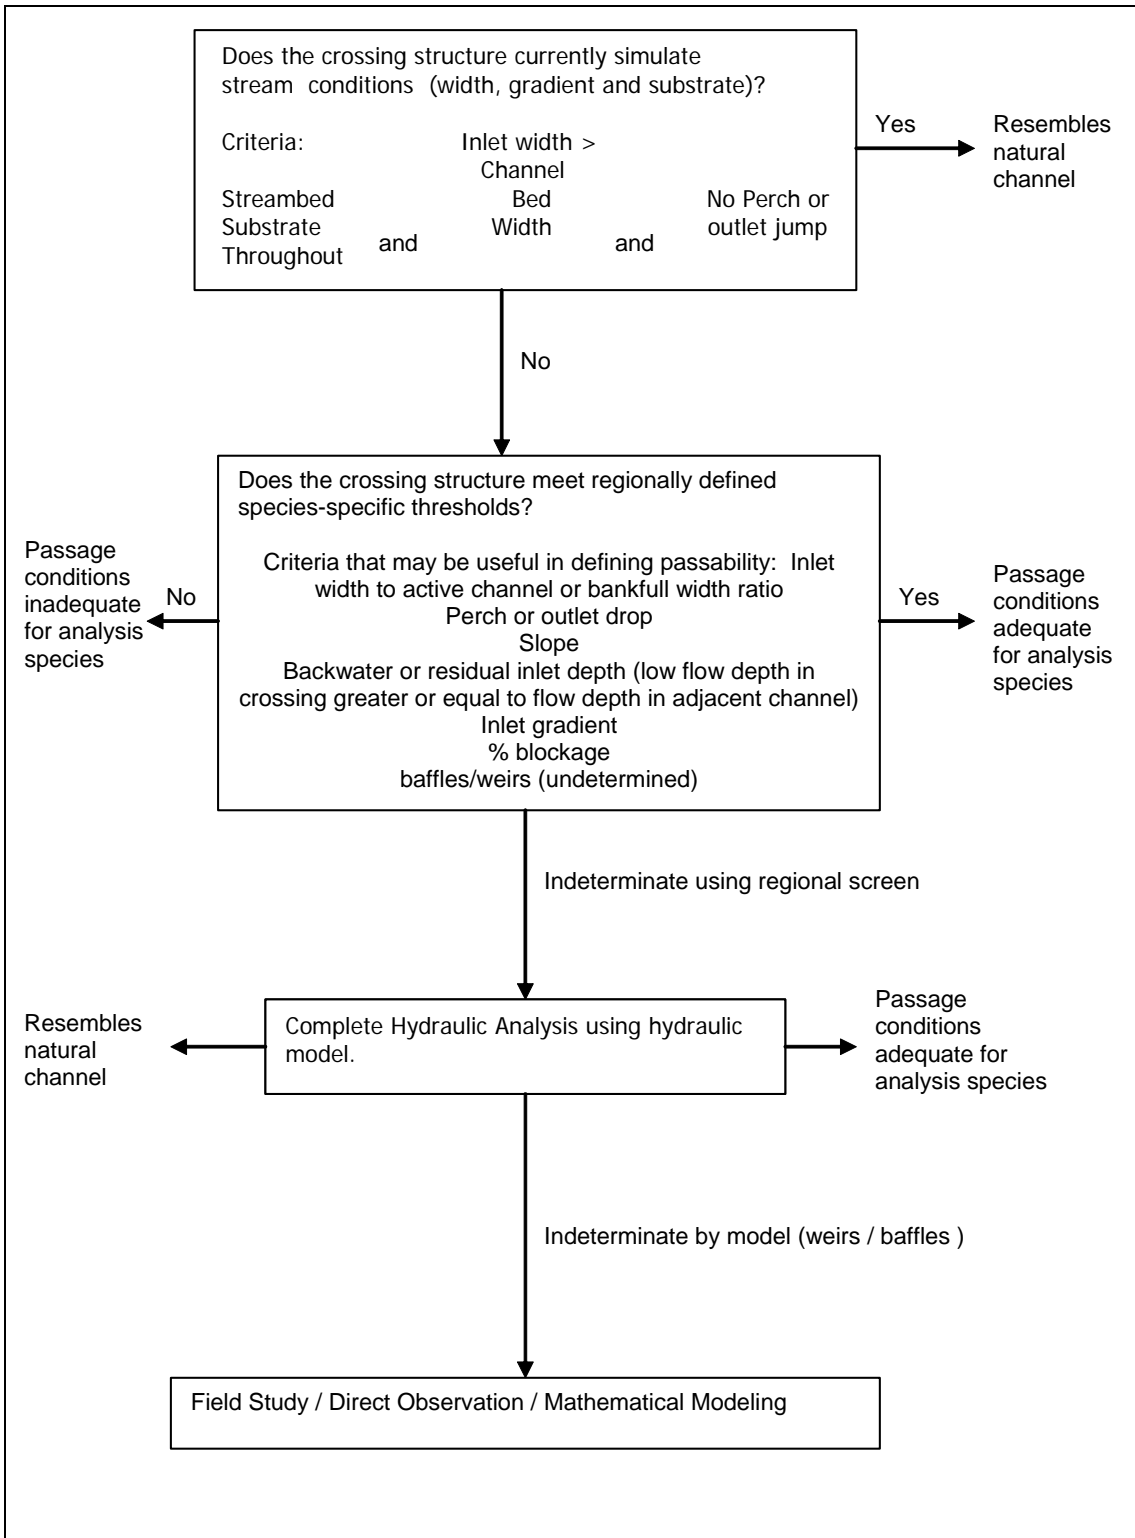 Does the crossing structure currently simulate
stream conditions (width, gradient and substrate)?
Criteria:
Streambed
Substrate
Throughout
and
Inlet width >
Channel
Bed
Width
and
No Perch or
outlet jump
Yes
Resembles
natural
channel
No
Does the crossing structure meet regionally defined
species-specific thresholds?
Criteria that may be useful in defining passability: Inlet
width to active channel or bankfull width ratio
Perch or outlet drop
Slope
Backwater or residual inlet depth (low flow depth in
crossing greater or equal to flow depth in adjacent channel)
Inlet gradient
% blockage
baffles/weirs (undetermined)
No
Passage
conditions
inadequate
for analysis
species
Yes
Passage
conditions
adequate
for analysis
species
Indeterminate using regional screen
Complete Hydraulic Analysis using hydraulic
model.
Resembles
natural
channel
Passage
conditions
adequate for
analysis species
Indeterminate by model (weirs / baffles )
Field Study / Direct Observation / Mathematical Modeling